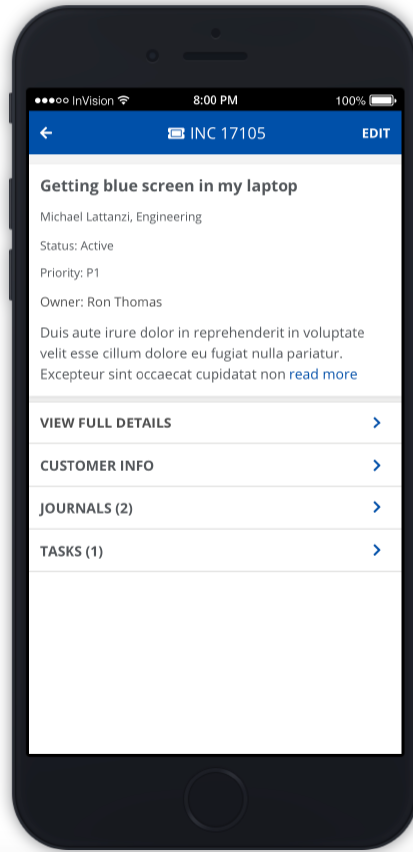 InVision 8:00 PM 100%
INC 17105 EDIT
Getting blue screen in my laptop
Michael Lattanzi, Engineering
Status: Active
Priority: P1
Owner: Ron Thomas
Duis aute irure dolor in reprehenderit in voluptate
velit esse cillum dolore eu fugiat nulla pariatur.
Excepteur sint occaecat cupidatat non read more
VIEW FULL DETAILS
CUSTOMER INFO
JOURNALS (2)
TASKS (1)